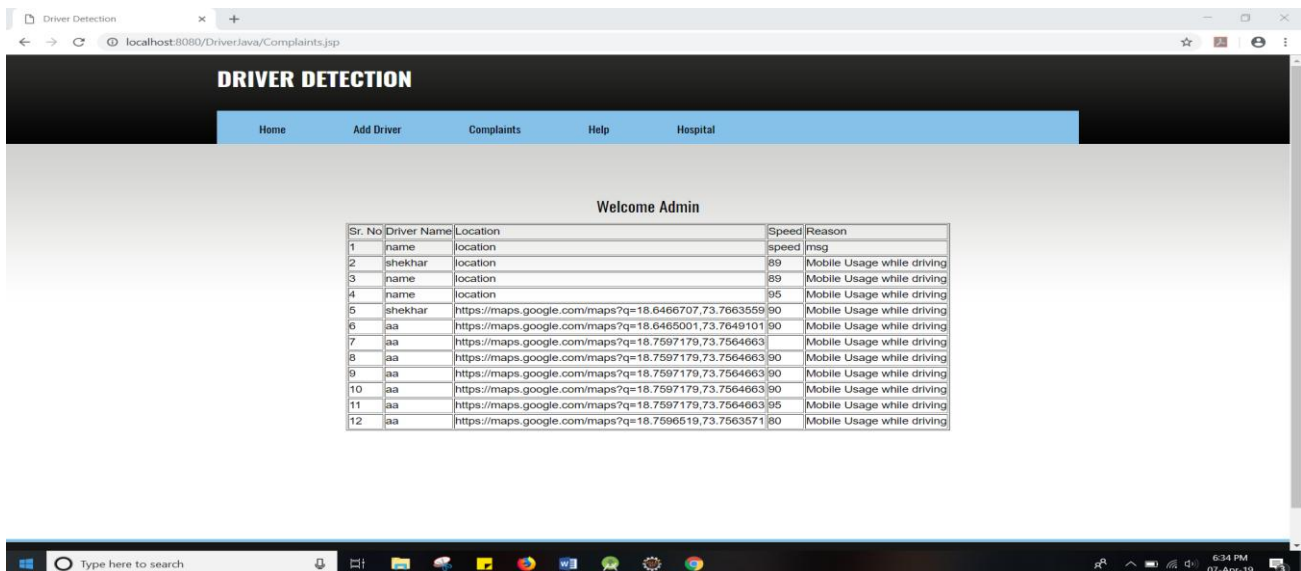 Driver Detection
localhost:8080/DriverJava/Complaints.jsp
DRIVER DETECTION
Home Add Driver Complaints Help Hospital
Welcome Admin
Sr. No Driver Name Location Speed Reason
1 name location speed msg
2 shekhar location 89 Mobile Usage while driving
3 name location 89 Mobile Usage while driving
4 name location 95 Mobile Usage while driving
5 shekhar https://maps.google.com/maps?q=18.6466707,73.7663559 90 Mobile Usage while driving
6 aa https://maps.google.com/maps?q=18.6465001,73.7649101 90 Mobile Usage while driving
7 aa https://maps.google.com/maps?q=18.7597179,73.7564663 Mobile Usage while driving
8 aa https://maps.google.com/maps?q=18.7597179,73.7564663 90 Mobile Usage while driving
9 aa https://maps.google.com/maps?q=18.7597179,73.7564663 90 Mobile Usage while driving
10 aa https://maps.google.com/maps?q=18.7597179,73.7564663 90 Mobile Usage while driving
11 aa https://maps.google.com/maps?q=18.7597179,73.7564663 95 Mobile Usage while driving
12 aa https://maps.google.com/maps?q=18.7596519,73.7563571 80 Mobile Usage while driving
Type here to search
6:34 PM
07-Apr-19